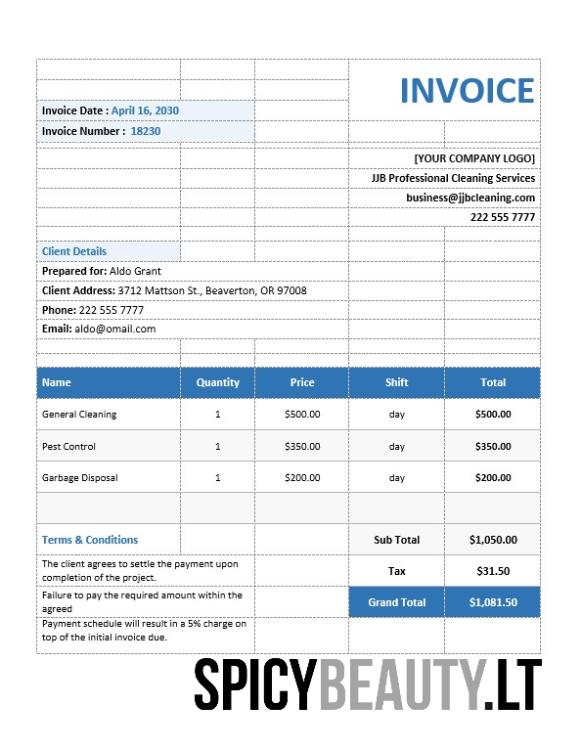 INVOICE
Invoice Date : April 16, 2030
Invoice Number : 18230
[YOUR COMPANY LOGO]
JJB Professional Cleaning Services
business@jjbcleaning.com
222 555 7777
Client Details
Prepared for: Aldo Grant
Client Address: 3712 Mattson St., Beaverton, OR 97008
Phone: 222 555 7777
Email: aldo@omail.com
Name Quantity Price Shift Total
General Cleaning 1 $500.00 day $500.00
Pest Control 1 $350.00 day $350.00
Garbage Disposal 1 $200.00 day $200.00
Terms & Conditions Sub Total $1,050.00
The client agrees to settle the payment upon
completion of the project.
Tax $31.50
Failure to pay the required amount within the
agreed
Grand Total $1,081.50
Payment schedule will result in a 5% charge on
top of the initial invoice due.
SPICYBEAUTY.LT